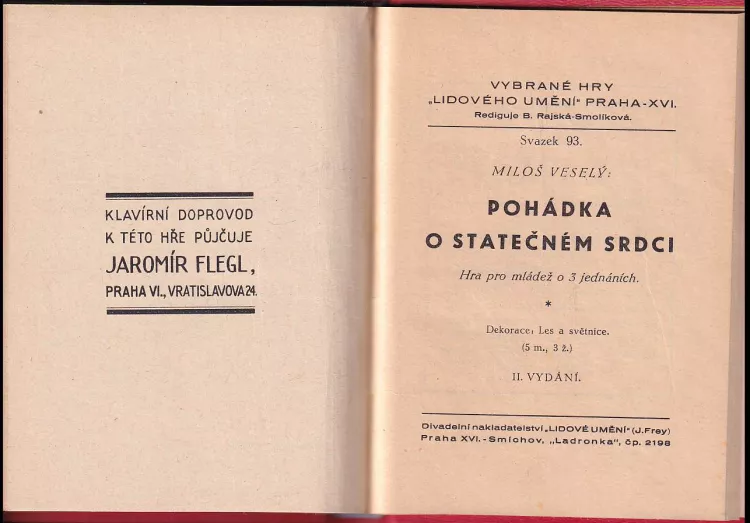 KLAVÍRNÍ DOPROVOD
K TÉTO HŘE PŮJČUJE
JAROMÍR FLEGL,
PRAHA VI., VRATISLAVOVA 24.
VYBRANÉ HRY
„LIDOVÉHO UMĚNÍ" PRAHA-XVI.
Rediguje B. Rajská-Smolíková.
Svazek 93.
MILOŠ VESELÝ:
POHÁDKA
O STATEČNÉM SRDCI
Hra pro mládež o 3 jednáních.
*
Dekorace: Les a světnice.
(5 m., 3 ž.)
II. VYDÁNÍ.
Divadelní nakladatelství „LIDOVÉ UMĚNÍ" (J. Frey)
Praha XVI. - Smíchov, „Ladronka", čp. 2198